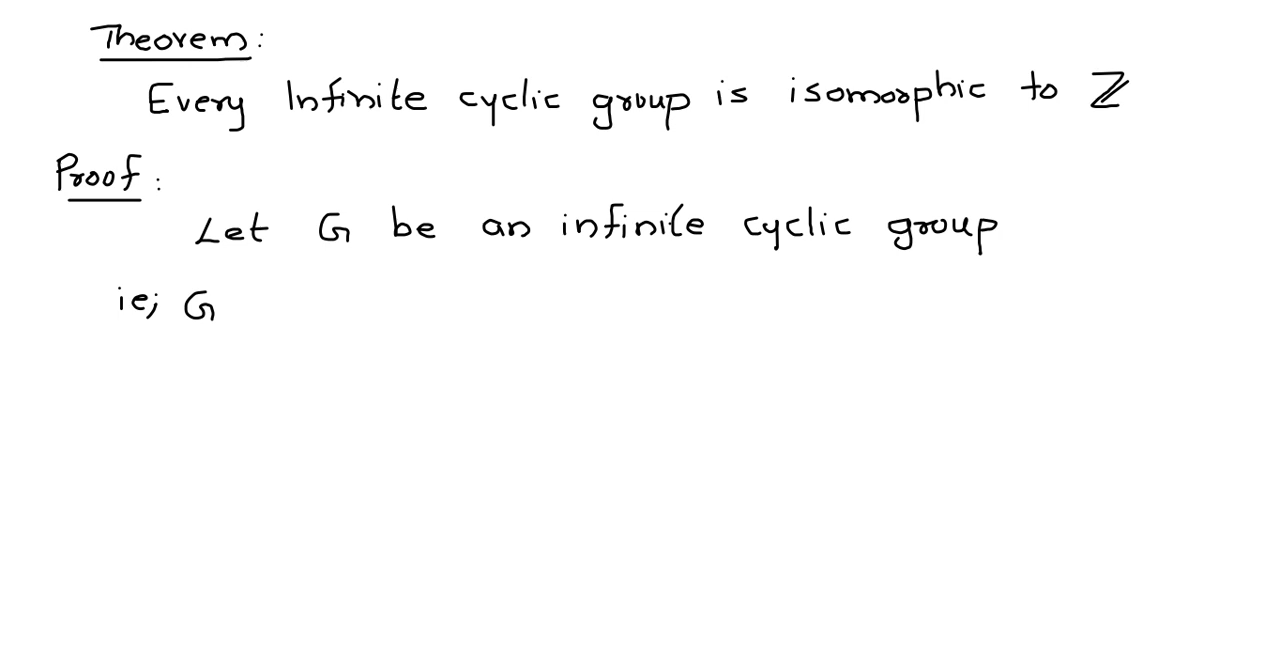 Theorem:
Every Infinite cyclic group is isomorphic to ℤ
Proof:
Let G be an infinite cyclic group
ie; G